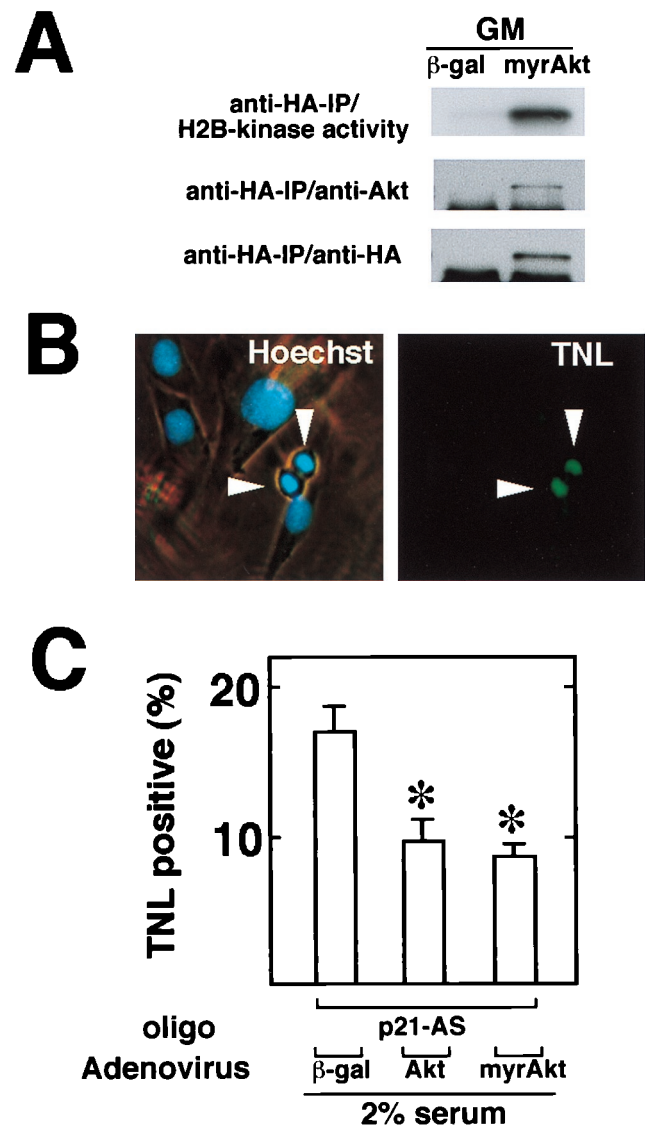 A
GM
β-gal myrAkt
anti-HA-IP/
H2B-kinase activity
anti-HA-IP/anti-Akt
anti-HA-IP/anti-HA
B
Hoechst
TNL
C
TNL positive (%)
20
10
* *
oligo p21-AS
Adenovirus β-gal Akt myrAkt
2% serum